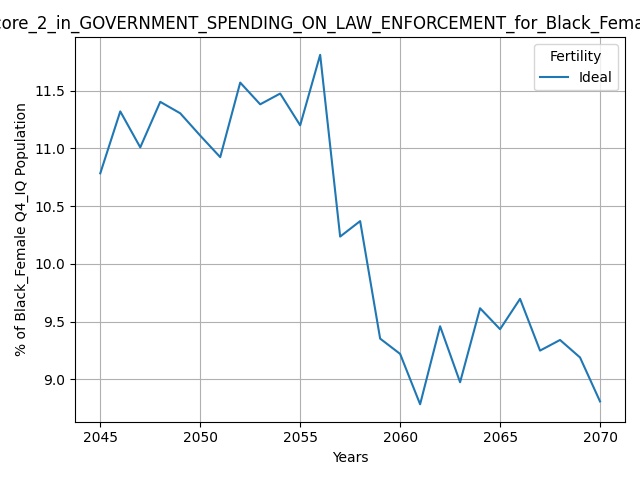 core_2_in_GOVERNMENT_SPENDING_ON_LAW_ENFORCEMENT_for_Black_Fema
Fertility
Ideal
% of Black_Female Q4_IQ Population
11.5
11.0
10.5
10.0
9.5
9.0
2045 2050 2055 2060 2065 2070
Years